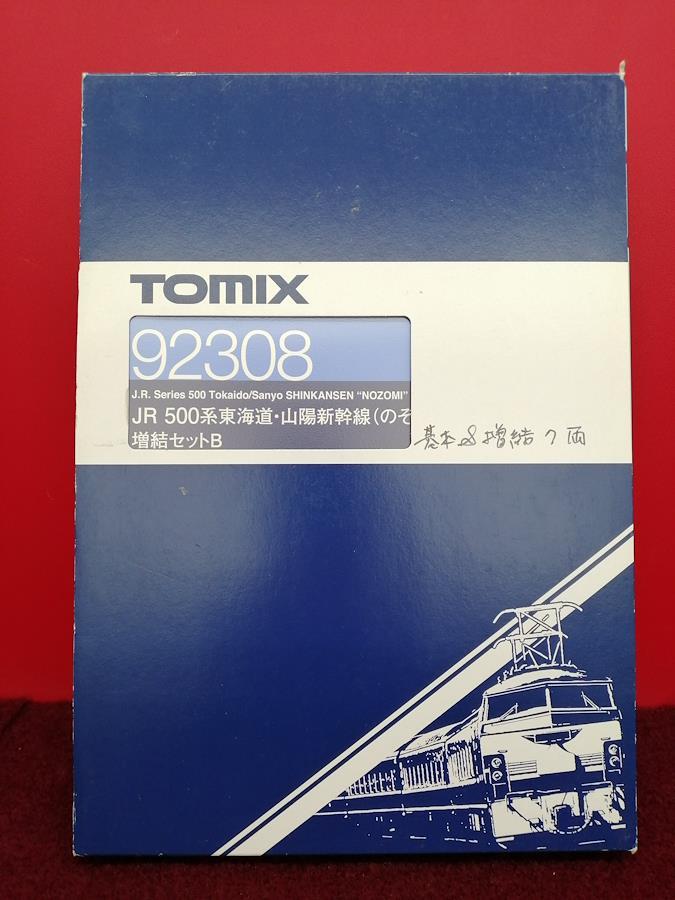 TOMIX
92308
J.R. Series 500 Tokaido/Sanyo SHINKANSEN "NOZOMI"
JR 500系東海道・山陽新幹線(のぞ
増結セットB
基本&増結7両